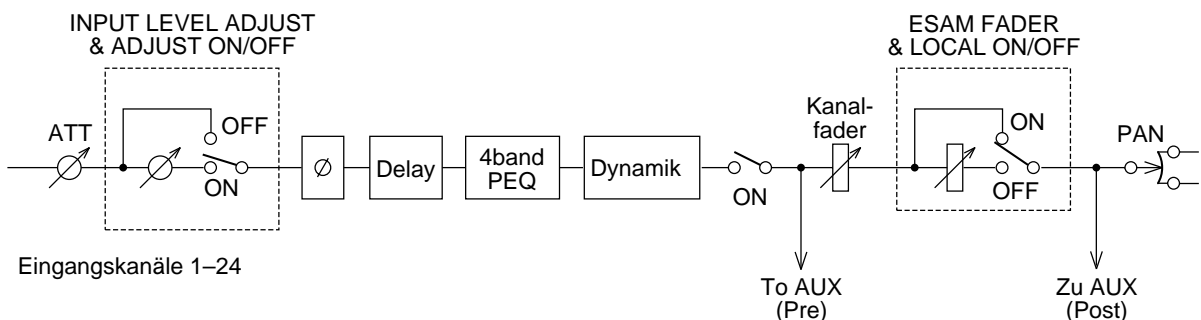 INPUT LEVEL ADJUST
& ADJUST ON/OFF
ESAM FADER
& LOCAL ON/OFF
ATT
OFF
ON
Ø
Delay
4band
PEQ
Dynamik
ON
Kanal-
fader
ON
OFF
PAN
Eingangskanäle 1–24
To AUX
(Pre)
Zu AUX
(Post)